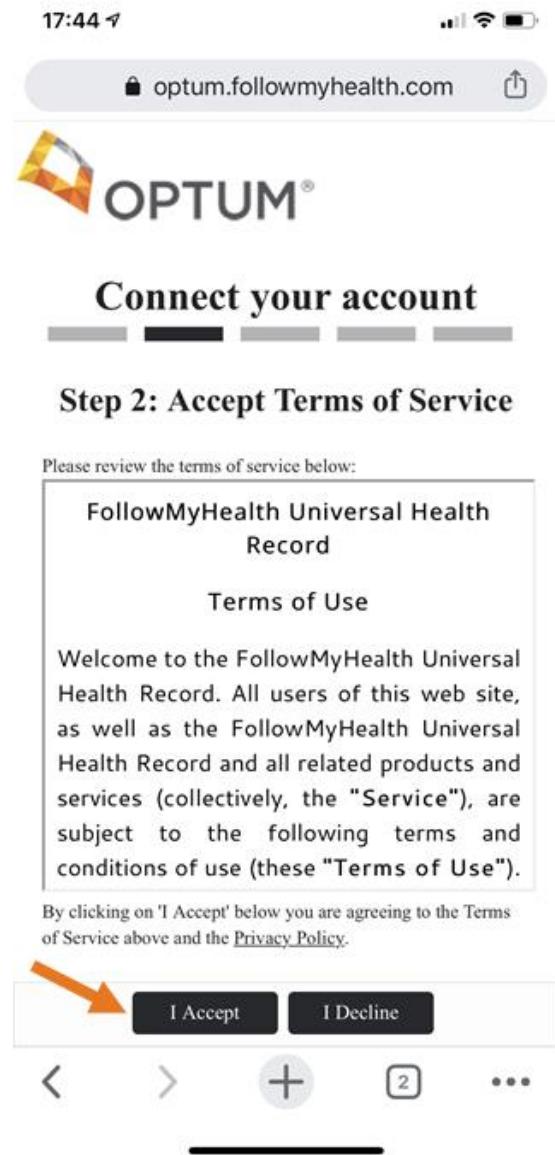 17:44
optum.followmyhealth.com
OPTUM®
Connect your account
Step 2: Accept Terms of Service
Please review the terms of service below:
FollowMyHealth Universal Health
Record
Terms of Use
Welcome to the FollowMyHealth Universal
Health Record. All users of this web site,
as well as the FollowMyHealth Universal
Health Record and all related products and
services (collectively, the "Service"), are
subject to the following terms and
conditions of use (these "Terms of Use").
By clicking on 'I Accept' below you are agreeing to the Terms
of Service above and the Privacy Policy.
I Accept I Decline
2